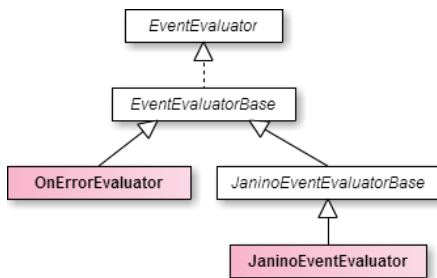 EventEvaluator
EventEvaluatorBase
OnErrorEvaluator
JaninoEventEvaluatorBase
JaninoEventEvaluator